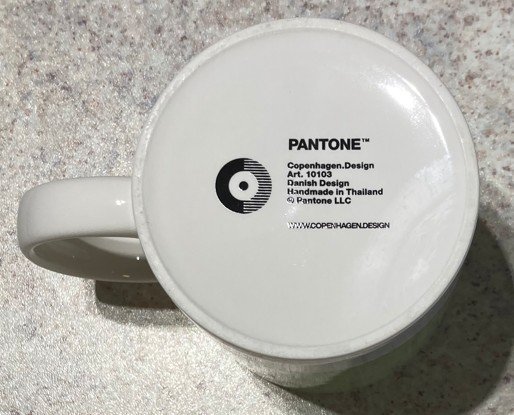 PANTONE™
Copenhagen.Design
Art. 10103
Danish Design
Handmade in Thailand
© Pantone LLC
WWW.COPENHAGEN.DESIGN